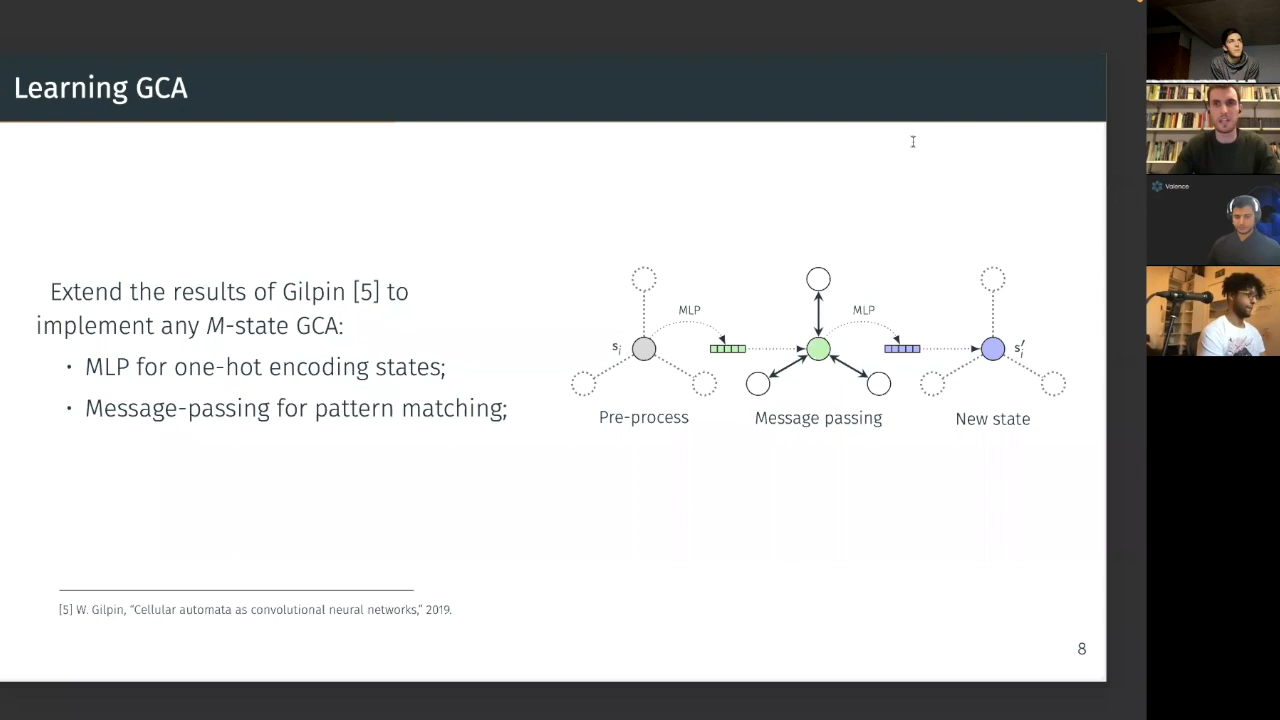 Learning GCA
Extend the results of Gilpin [5] to
implement any M-state GCA:
· MLP for one-hot encoding states;
· Message-passing for pattern matching;
MLP
MLP
s_i
s'_i
Pre-process
Message passing
New state
[5] W. Gilpin, “Cellular automata as convolutional neural networks,” 2019.
8
Valence